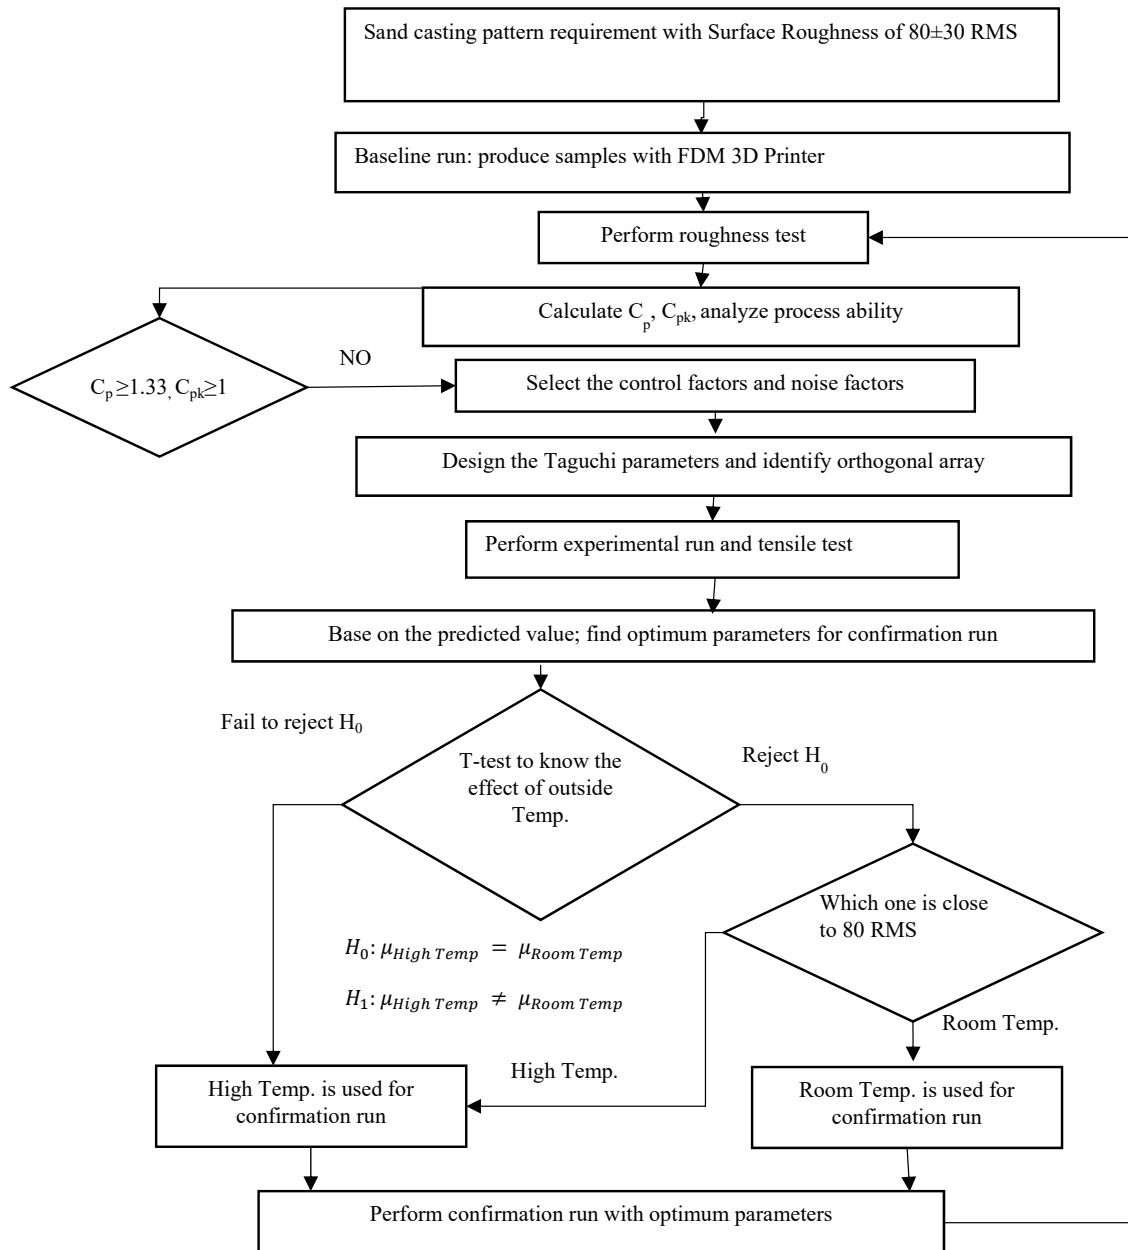 Sand casting pattern requirement with Surface Roughness of 80±30 RMS
Baseline run: produce samples with FDM 3D Printer
Perform roughness test
Calculate Cp, Cpk, analyze process ability
NO
Cp ≥1.33, Cpk≥1
Select the control factors and noise factors
Design the Taguchi parameters and identify orthogonal array
Perform experimental run and tensile test
Base on the predicted value; find optimum parameters for confirmation run
Fail to reject H0
T-test to know the
effect of outside
Temp.
Reject H0
Which one is close
to 80 RMS
H0: μHigh Temp = μRoom Temp
H1: μHigh Temp ≠ μRoom Temp
Room Temp.
High Temp.
High Temp. is used for
confirmation run
Room Temp. is used for
confirmation run
Perform confirmation run with optimum parameters